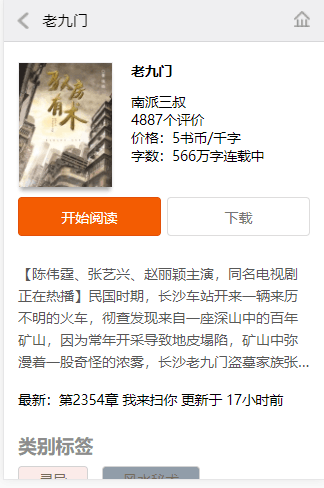 老九门
老九门
南派三叔
4887个评价
价格：5书币/千字
字数：566万字连载中
开始阅读
下载
【陈伟霆、张艺兴、赵丽颖主演，同名电视剧
正在热播】民国时期，长沙车站开来一辆来历
不明的火车，彻查发现来自一座深山中的百年
矿山，因为常年开采导致地皮塌陷，矿山中弥
漫着一股奇怪的浓雾，长沙老九门盗墓家族张...
最新：第2354章 我来扫你 更新于 17小时前
类别标签